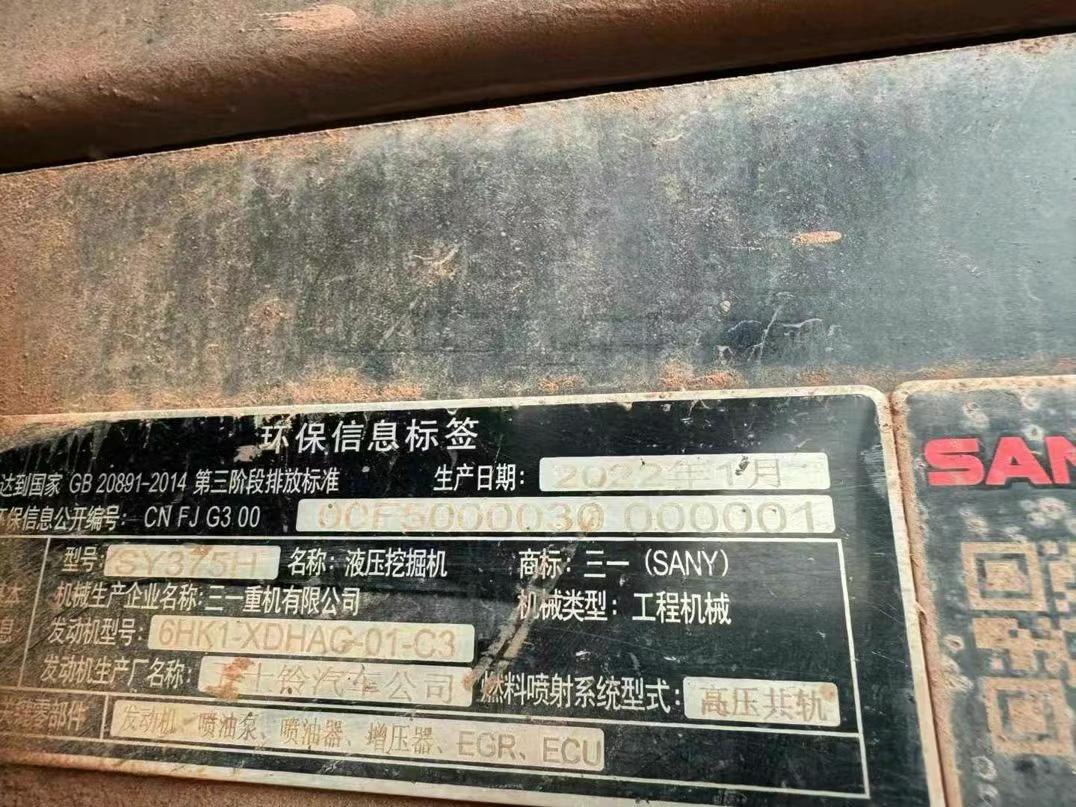 环保信息标签
达到国家 GB 20891-2014 第三阶段排放标准 生产日期: 2022年1月
环保信息公开编号: CN FJ G3 00 0CF5000030 000001
型号: SY375H 名称: 液压挖掘机 商标: 三一 (SANY)
机械生产企业名称: 三一重机有限公司 机械类型: 工程机械
发动机型号: 6HK1-XDHAG-01-C3
发动机生产厂名称: 五十铃汽车公司 燃料喷射系统型式: 高压共轨
零部件 发动机、喷油泵、喷油器、增压器、EGR、ECU
SAN